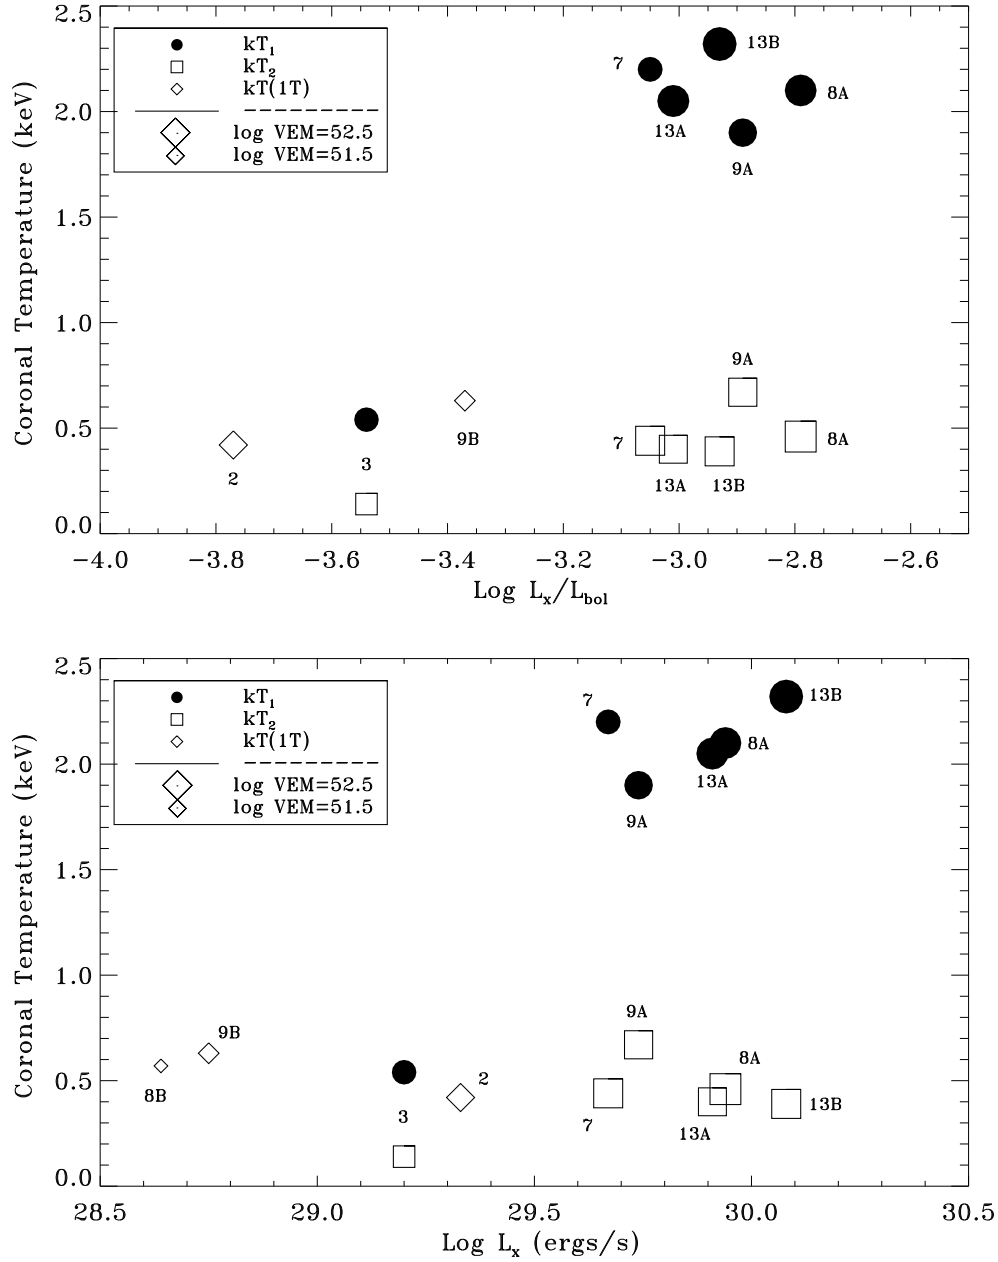 2.5
kT₁
kT₂
kT(1T)
log VEM=52.5
log VEM=51.5
13B
7
8A
13A
9A
2.0
1.5
1.0
0.5
0.0
Coronal Temperature (keV)
9A
7
8A
13A
13B
9B
3
2
−4.0 −3.8 −3.6 −3.4 −3.2 −3.0 −2.8 −2.6
Log Lₓ/L_bol
2.5
kT₁
kT₂
kT(1T)
log VEM=52.5
log VEM=51.5
7
13B
8A
13A
9A
2.0
1.5
1.0
0.5
0.0
Coronal Temperature (keV)
9A
9B
8A
2
8B
3
7
13B
13A
28.5 29.0 29.5 30.0 30.5
Log Lₓ (ergs/s)